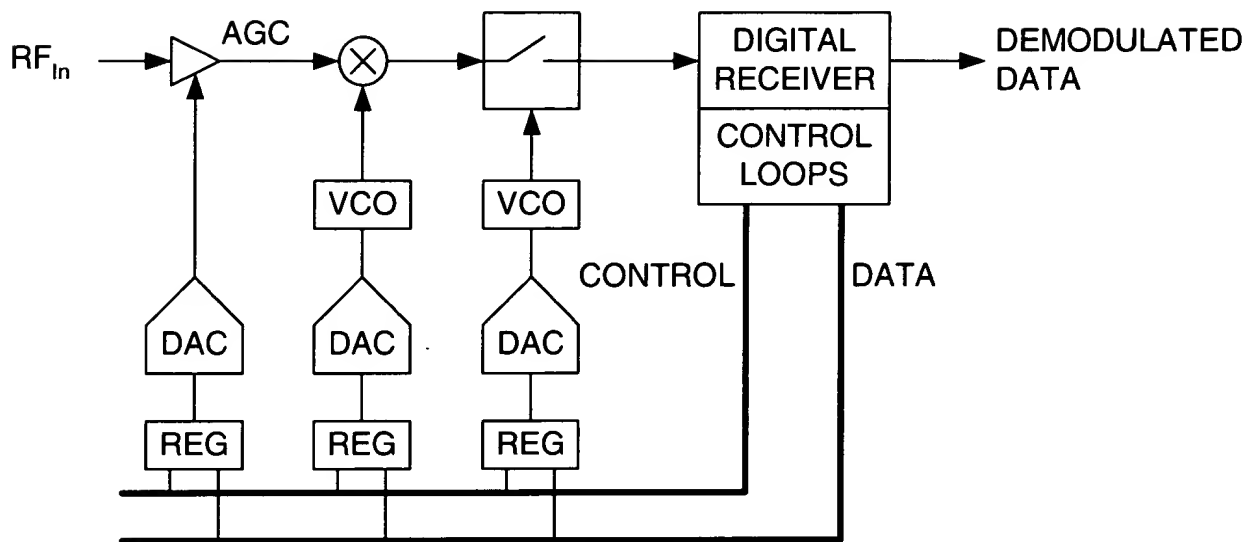 RF_In
AGC
DIGITAL
RECEIVER
DEMODULATED
DATA
CONTROL
LOOPS
VCO
VCO
CONTROL
DATA
DAC
DAC
DAC
REG
REG
REG